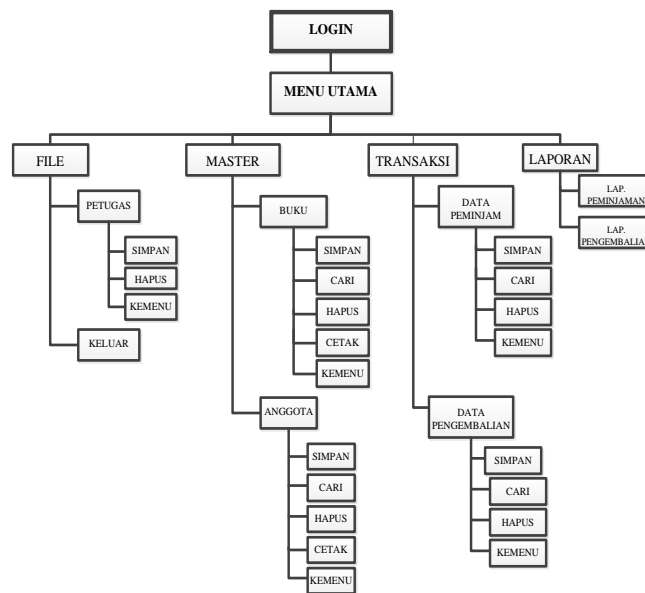 LOGIN
MENU UTAMA
FILE
PETUGAS
SIMPAN
HAPUS
KEMENU
KELUAR
MASTER
BUKU
SIMPAN
CARI
HAPUS
CETAK
KEMENU
ANGGOTA
SIMPAN
CARI
HAPUS
CETAK
KEMENU
TRANSAKSI
DATA
PEMINJAM
SIMPAN
CARI
HAPUS
KEMENU
DATA
PENGEMBALIAN
SIMPAN
CARI
HAPUS
KEMENU
LAPORAN
LAP.
PEMINJAMAN
LAP.
PENGEMBALIA